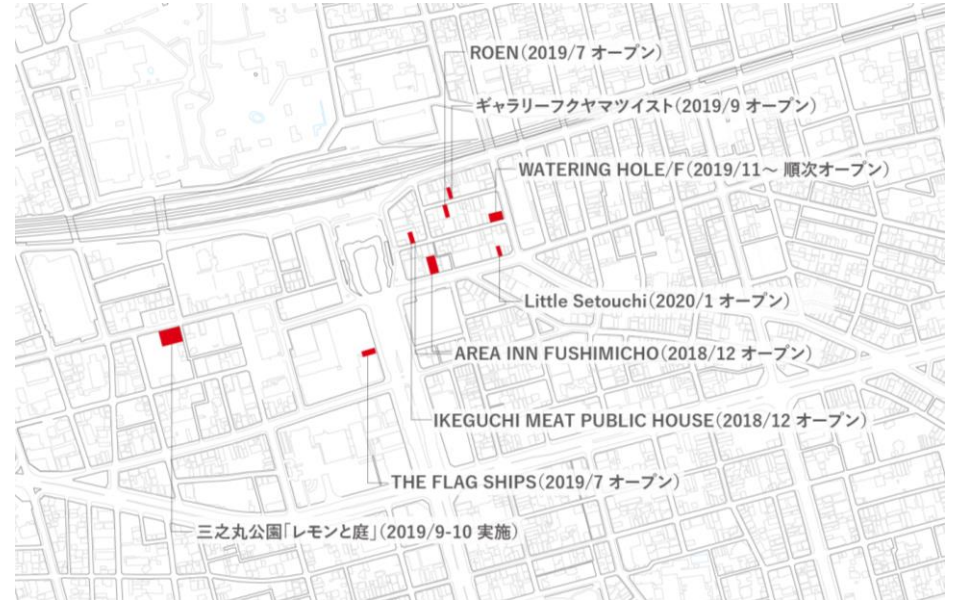 ROEN（2019/7 オープン）
ギャラリーフクヤマツイスト（2019/9 オープン）
WATERING HOLE/F（2019/11〜 順次オープン）
Little Setouchi（2020/1 オープン）
AREA INN FUSHIMICHO（2018/12 オープン）
IKEGUCHI MEAT PUBLIC HOUSE（2018/12 オープン）
THE FLAG SHIPS（2019/7 オープン）
三之丸公園「レモンと庭」（2019/9-10 実施）